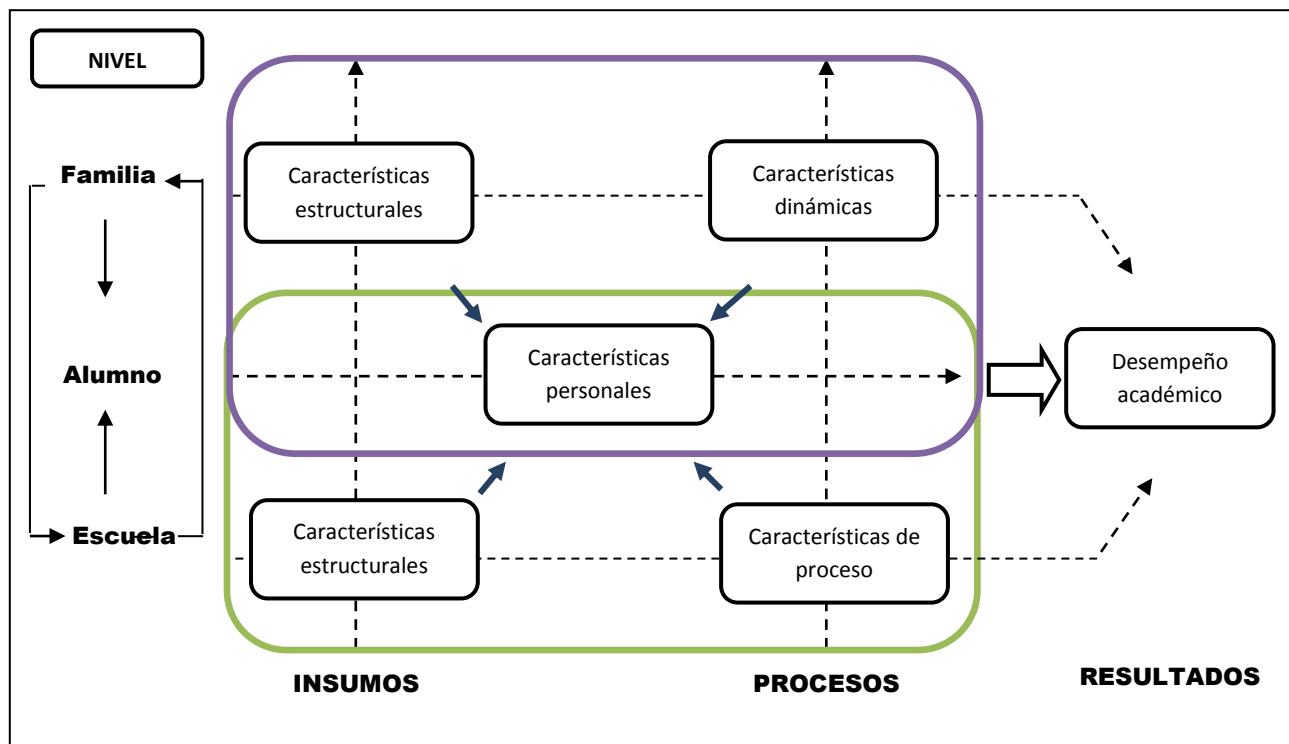 NIVEL
Familia
Características
estructurales
Características
dinámicas
Alumno
Características
personales
Desempeño
académico
Escuela
Características
estructurales
Características de
proceso
INSUMOS
PROCESOS
RESULTADOS